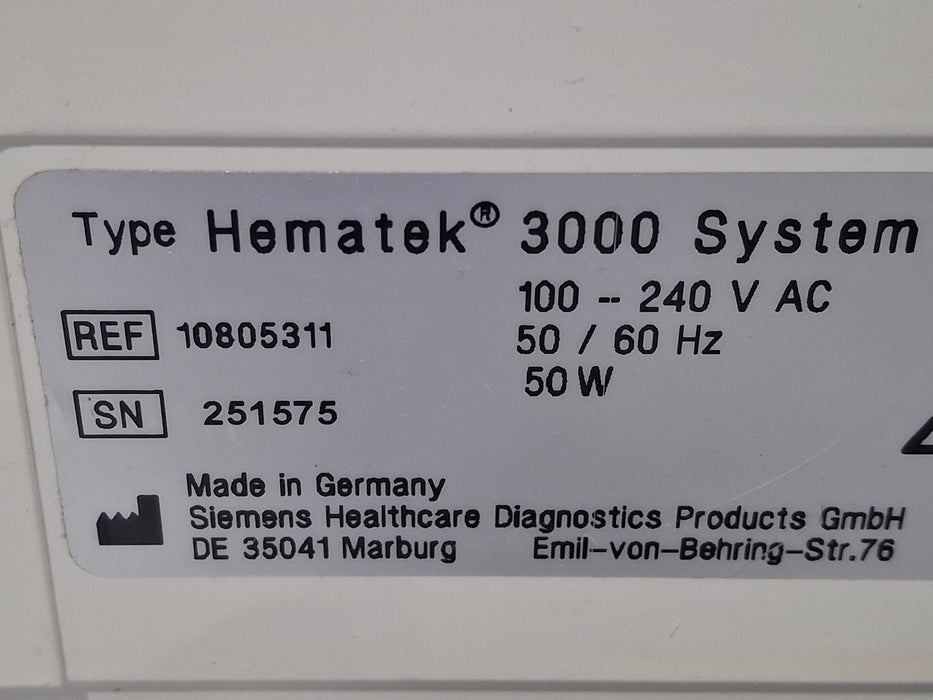 Type Hematek® 3000 System
100 -- 240 V AC
REF 10805311
50 / 60 Hz
50 W
SN 251575
Made in Germany
Siemens Healthcare Diagnostics Products GmbH
DE 35041 Marburg Emil-von-Behring-Str.76